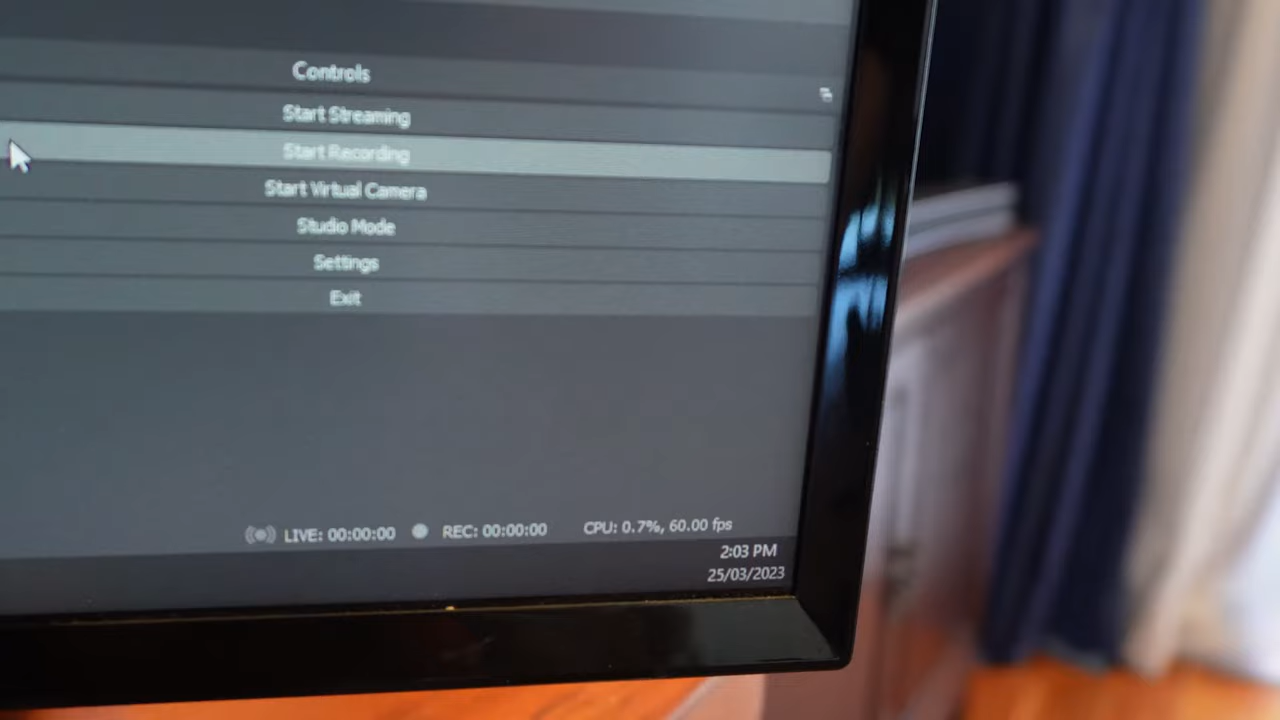 Controls
Start Streaming
Start Recording
Start Virtual Camera
Studio Mode
Settings
Exit
LIVE: 00:00:00 REC: 00:00:00 CPU: 0.7%, 60.00 fps
2:03 PM
25/03/2023